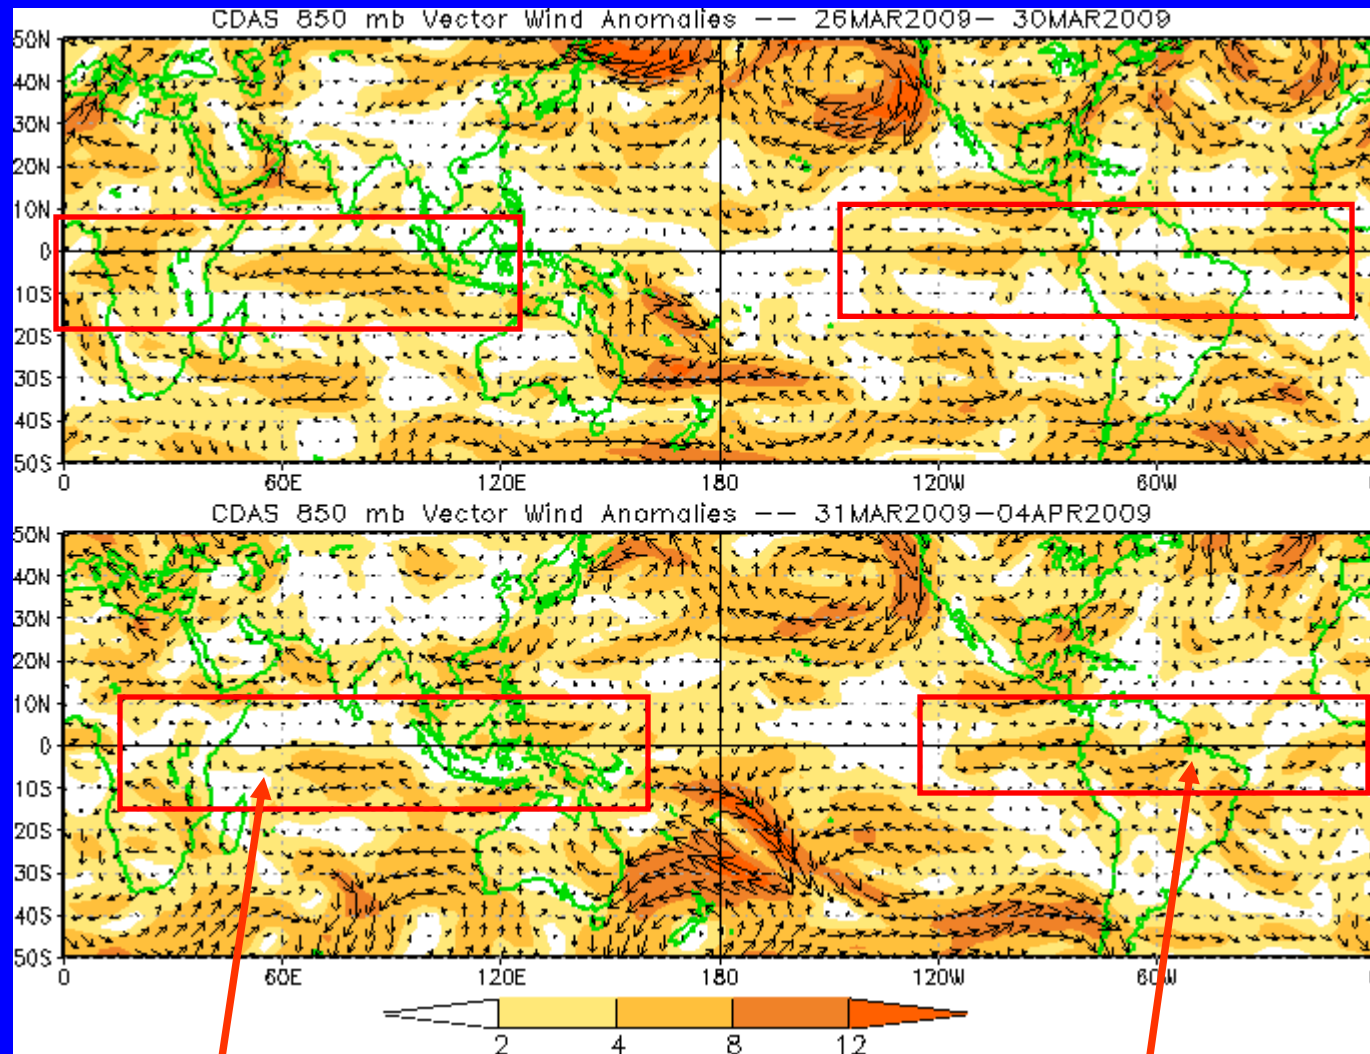 CDAS 850 mb Vector Wind Anomalies -- 26MAR2009- 30MAR2009
50N
40N
30N
20N
10N
0
10S
20S
30S
40S
50S
0 60E 120E 180 120W 60W
CDAS 850 mb Vector Wind Anomalies -- 31MAR2009-04APR2009
50N
40N
30N
20N
10N
0
10S
20S
30S
40S
50S
0 60E 120E 180 120W 60W
2 4 8 12